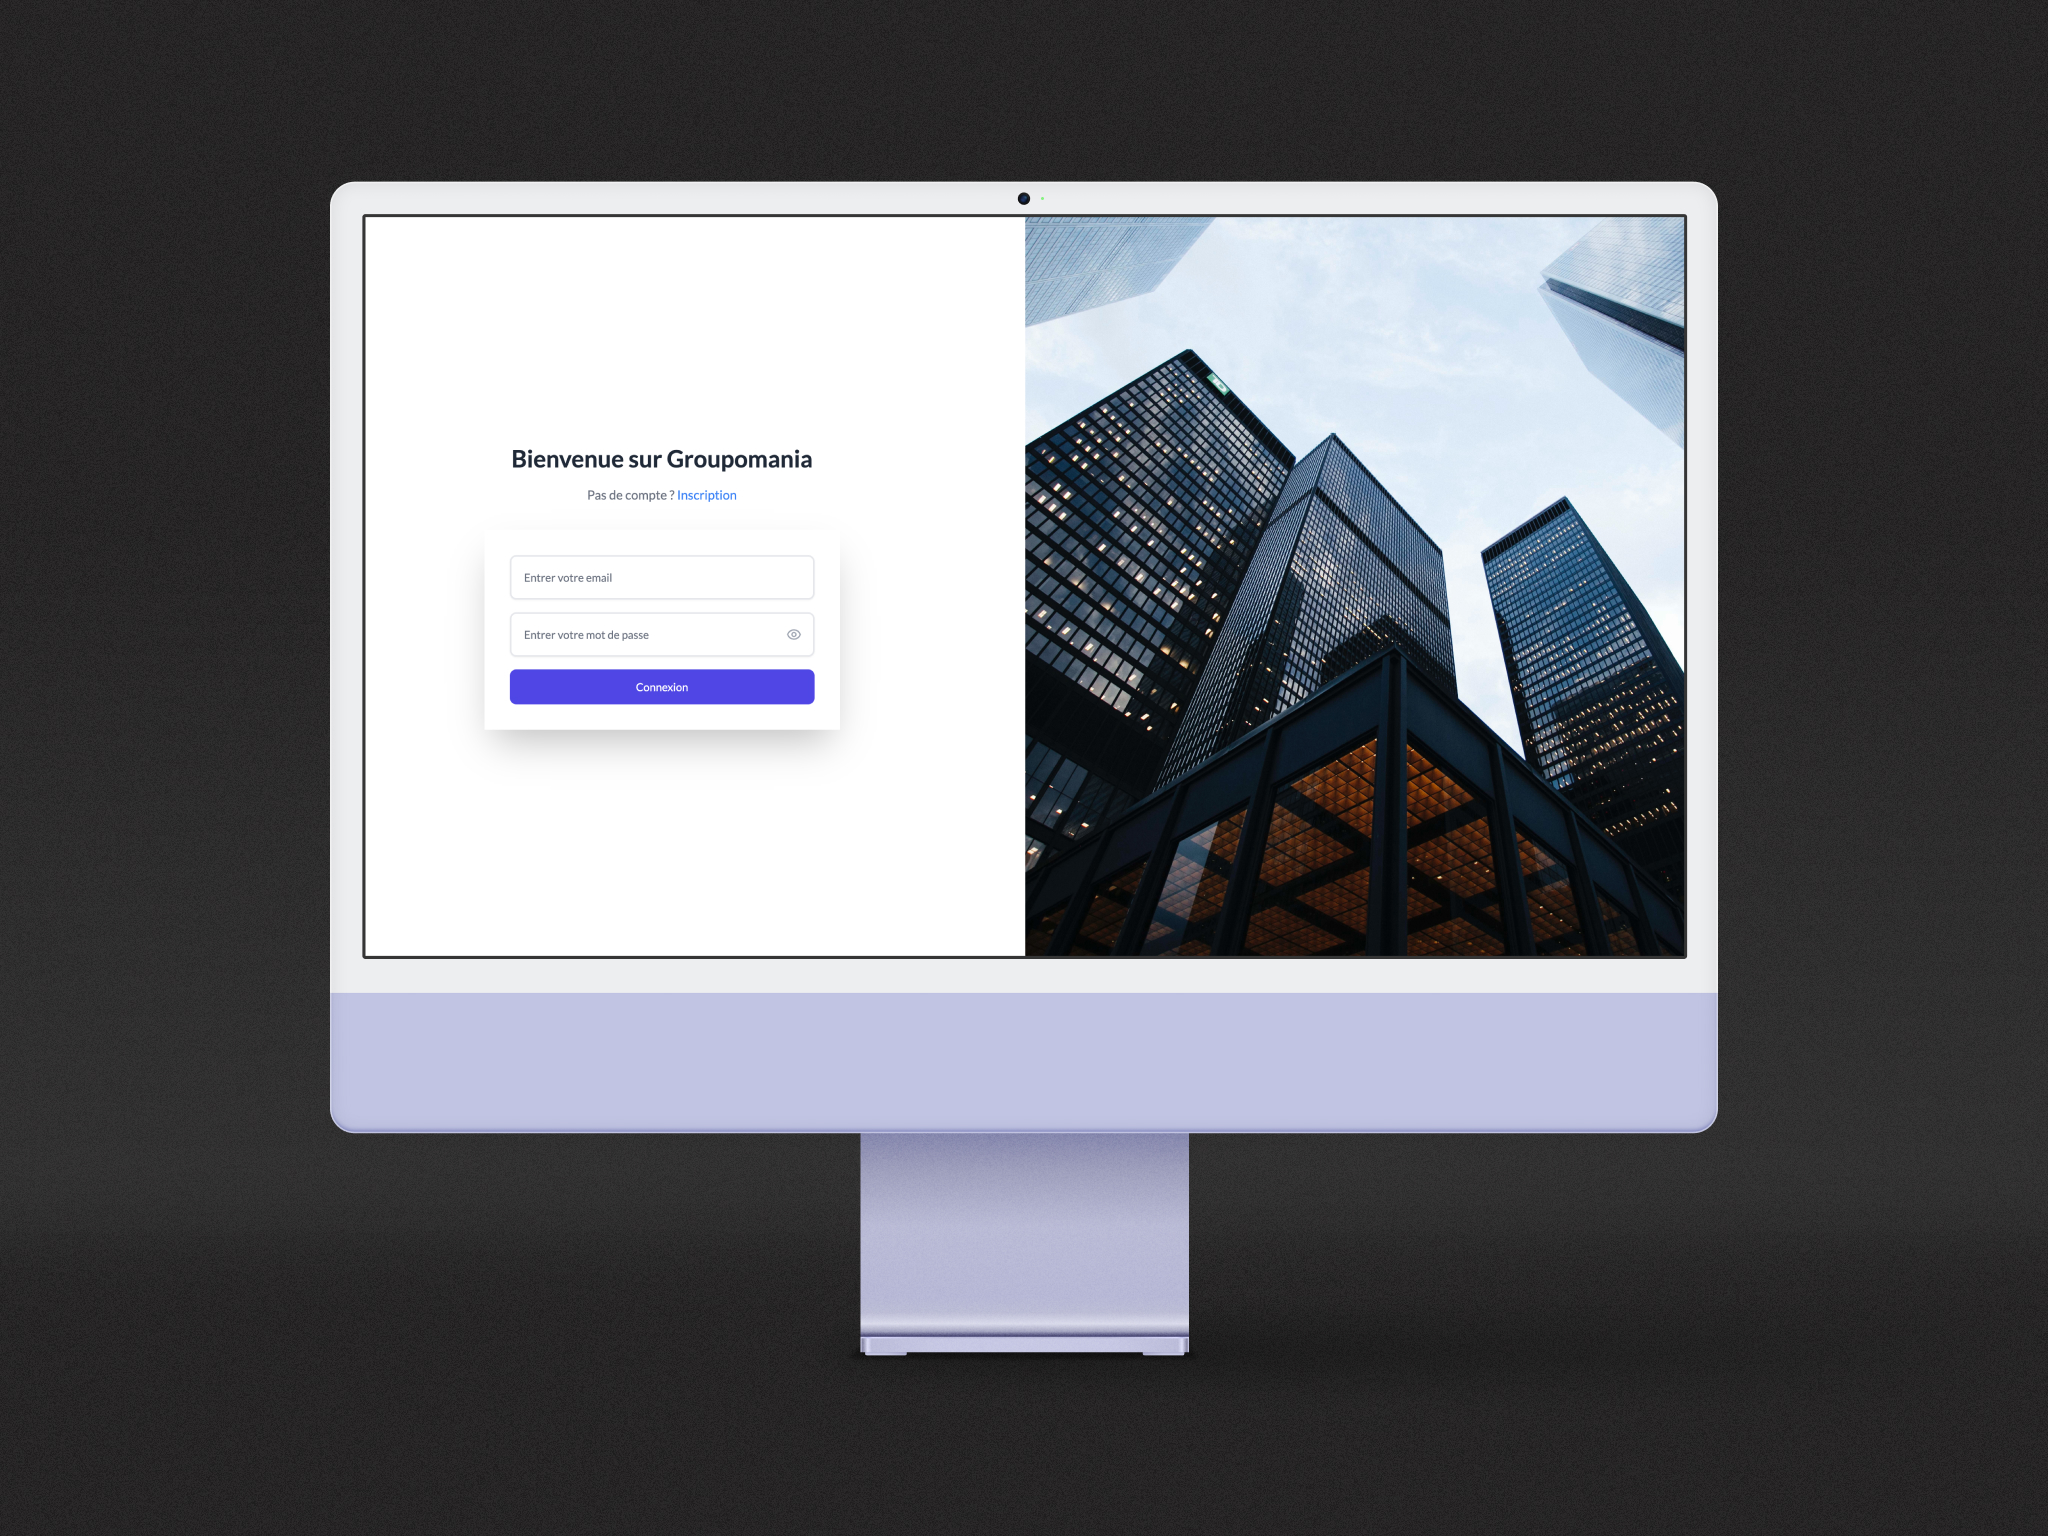 Bienvenue sur Groupomania
Pas de compte ? Inscription
Entrer votre email
Entrer votre mot de passe
Connexion